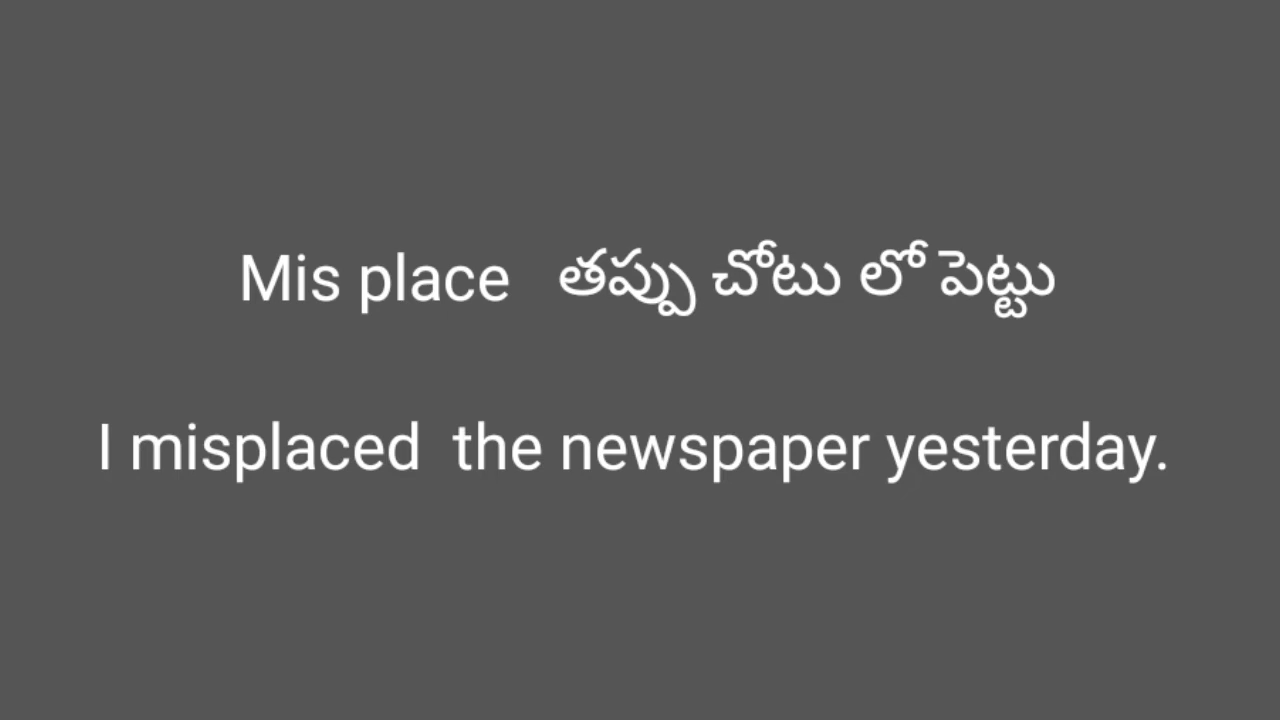 Mis place తప్పు చోటు లో పెట్టు
I misplaced the newspaper yesterday.